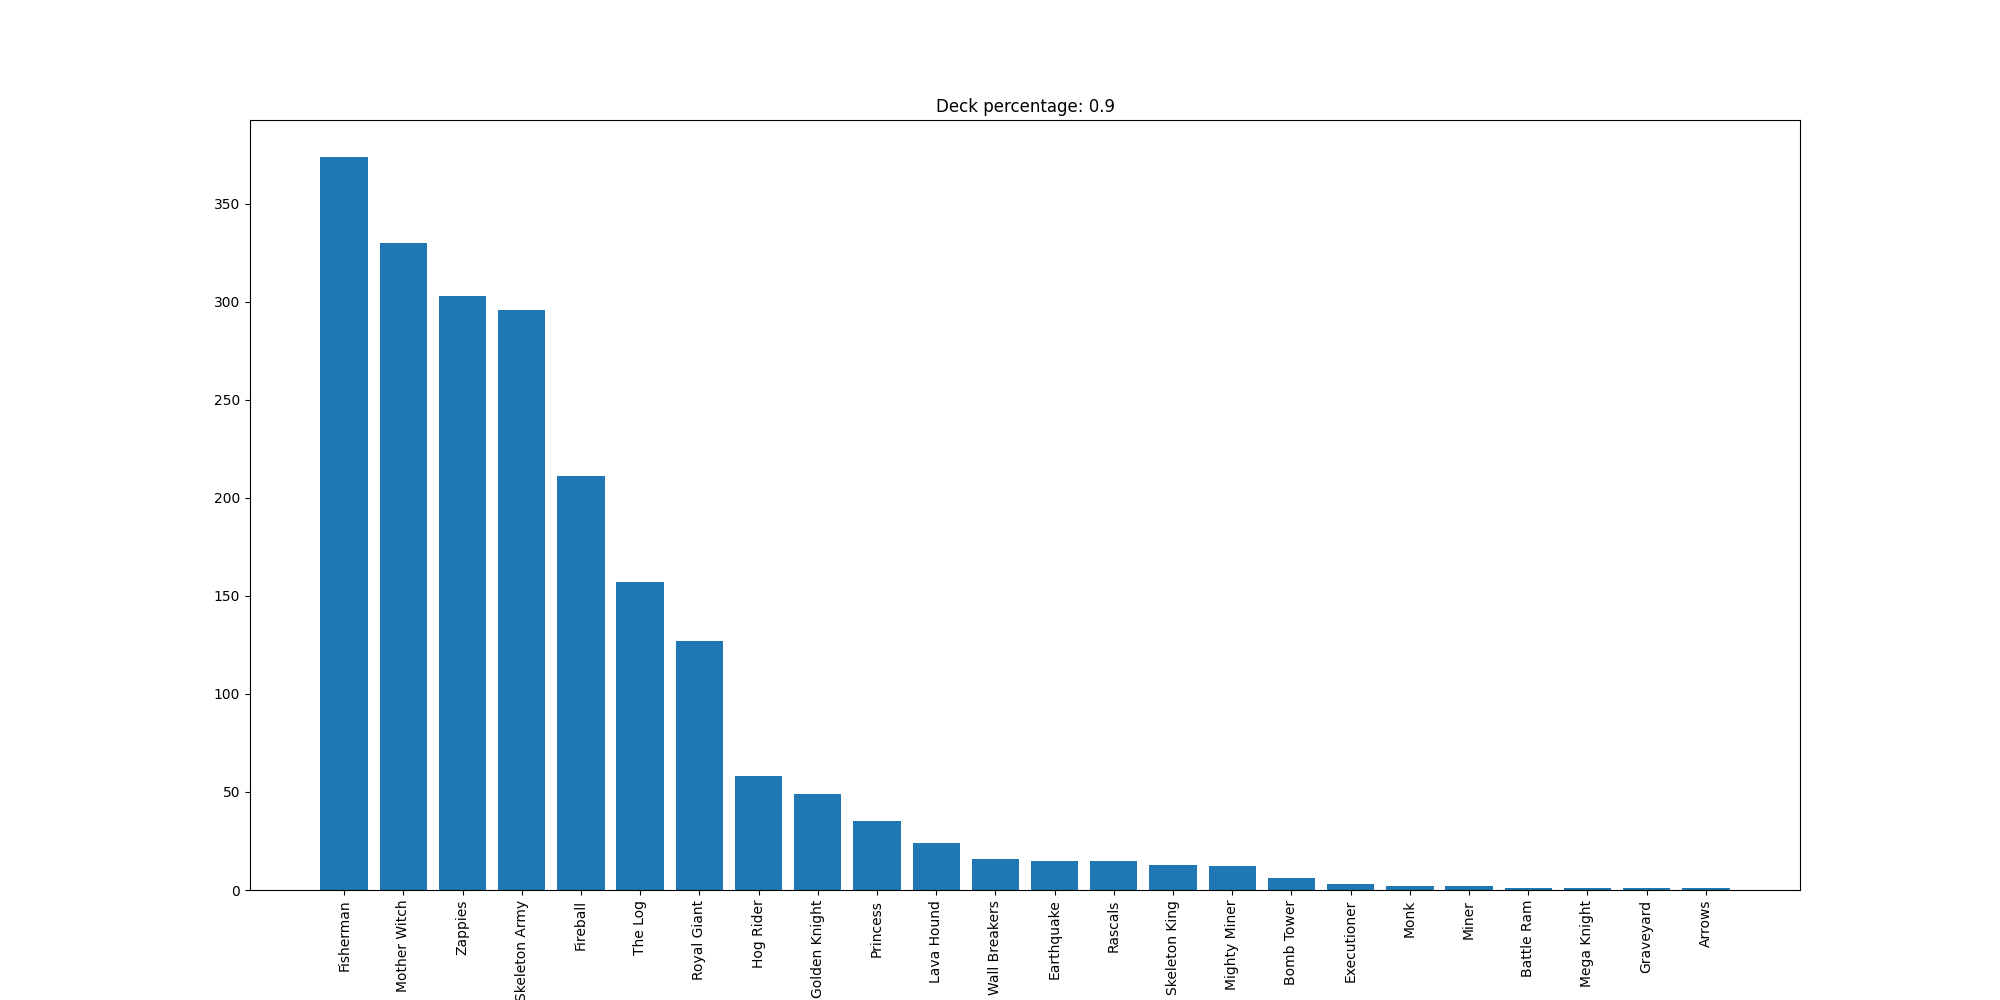 Deck percentage: 0.9
350
300
250
200
150
100
50
0
Fisherman
Mother Witch
Zappies
Skeleton Army
Fireball
The Log
Royal Giant
Hog Rider
Golden Knight
Princess
Lava Hound
Wall Breakers
Earthquake
Rascals
Skeleton King
Mighty Miner
Bomb Tower
Executioner
Monk
Miner
Battle Ram
Mega Knight
Graveyard
Arrows